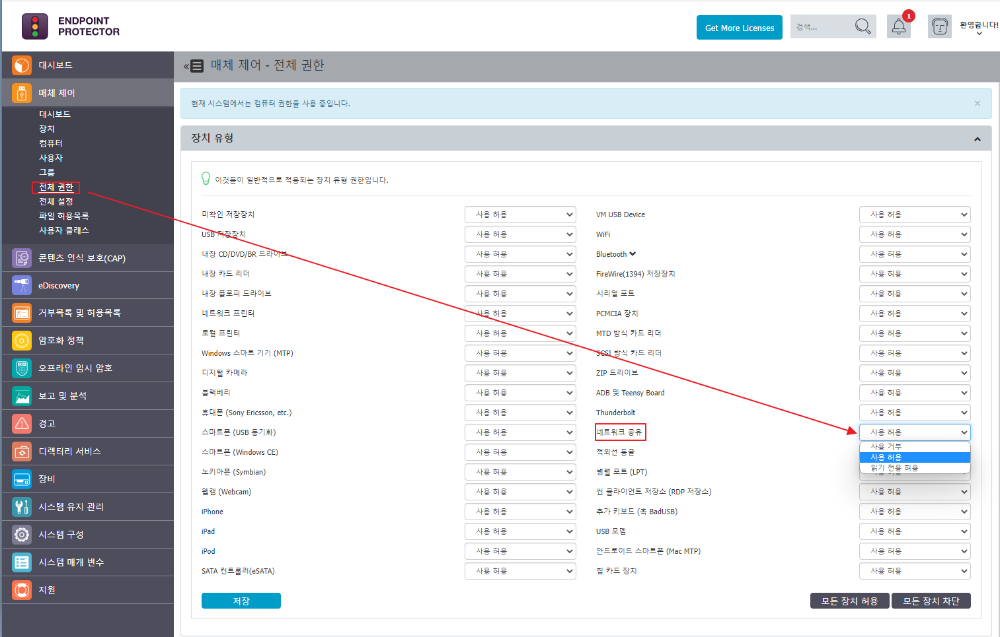 ENDPOINT
PROTECTOR
Get More Licenses
검색...
1
환영합니다!
대시보드
매체 제어
대시보드
장치
컴퓨터
사용자
그룹
전체 권한
전체 설정
파일 허용목록
사용자 클래스
콘텐츠 인식 보호(CAP)
eDiscovery
거부목록 및 허용목록
암호화 정책
오프라인 임시 암호
보고 및 분석
경고
디렉터리 서비스
장비
시스템 유지 관리
시스템 구성
시스템 매개 변수
지원
매체 제어 - 전체 권한
현재 시스템에서는 컴퓨터 권한을 사용 중입니다.
×
장치 유형
이것들이 일반적으로 적용되는 장치 유형 권한입니다.
미확인 저장장치 사용 허용 VM USB Device 사용 허용
USB 저장장치 사용 허용 WiFi 사용 허용
내장 CD/DVD/BR 드라이브 사용 허용 Bluetooth 사용 허용
내장 카드 리더 사용 허용 FireWire(1394) 저장장치 사용 허용
내장 플로피 드라이브 사용 허용 시리얼 포트 사용 허용
네트워크 프린터 사용 허용 PCMCIA 장치 사용 허용
로컬 프린터 사용 허용 MTD 방식 카드 리더 사용 허용
Windows 스마트 기기 (MTP) 사용 허용 SCSI 방식 카드 리더 사용 허용
디지털 카메라 사용 허용 ZIP 드라이브 사용 허용
블랙베리 사용 허용 ADB 및 Teensy Board 사용 허용
휴대폰 (Sony Ericsson, etc.) 사용 허용 Thunderbolt 사용 허용
스마트폰 (USB 동기화) 사용 허용 네트워크 공유 사용 허용
사용 거부
사용 허용
읽기 전용 허용
스마트폰 (Windows CE) 사용 허용 적외선 동글
노키아폰 (Symbian) 사용 허용 병렬 포트 (LPT)
웹캠 (Webcam) 사용 허용 씬 클라이언트 저장소 (RDP 저장소) 사용 허용
iPhone 사용 허용 추가 키보드 (혹 BadUSB) 사용 허용
iPad 사용 허용 USB 모뎀 사용 허용
iPod 사용 허용 안드로이드 스마트폰 (Mac MTP) 사용 허용
SATA 컨트롤러(eSATA) 사용 허용 칩 카드 장치 사용 허용
저장 모든 장치 허용 모든 장치 차단